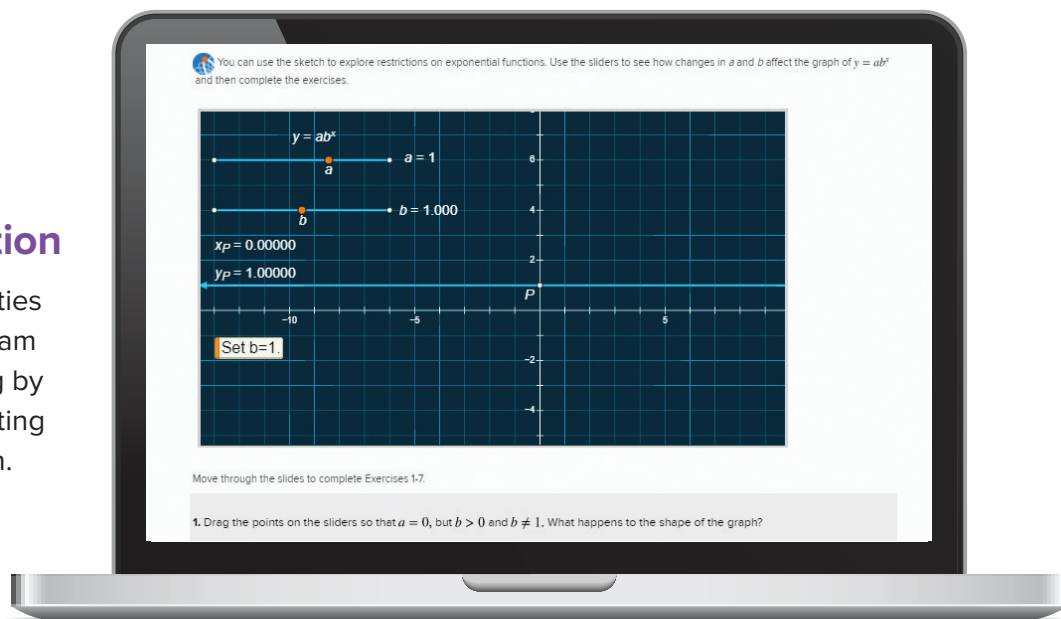 tion
ties
am
g by
ting
n.
You can use the sketch to explore restrictions on exponential functions. Use the sliders to see how changes in a and b affect the graph of y = abˣ
and then complete the exercises.
y = abˣ
a = 1
a
b = 1.000
b
xP = 0.00000
yP = 1.00000
P
6
4
2
-10
-5
5
-2
-4
Set b=1.
Move through the slides to complete Exercises 1-7.
1. Drag the points on the sliders so that a = 0, but b > 0 and b ≠ 1. What happens to the shape of the graph?